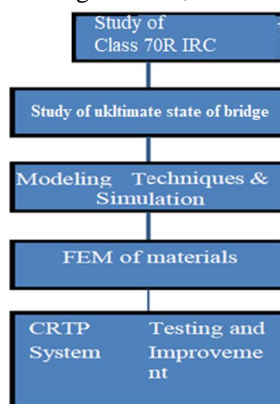 Study of
Class 70R IRC
Study of ukltimate state of bridge
Modeling Techniques &
Simulation
FEM of materials
CRTP Testing and
System Improveme
nt